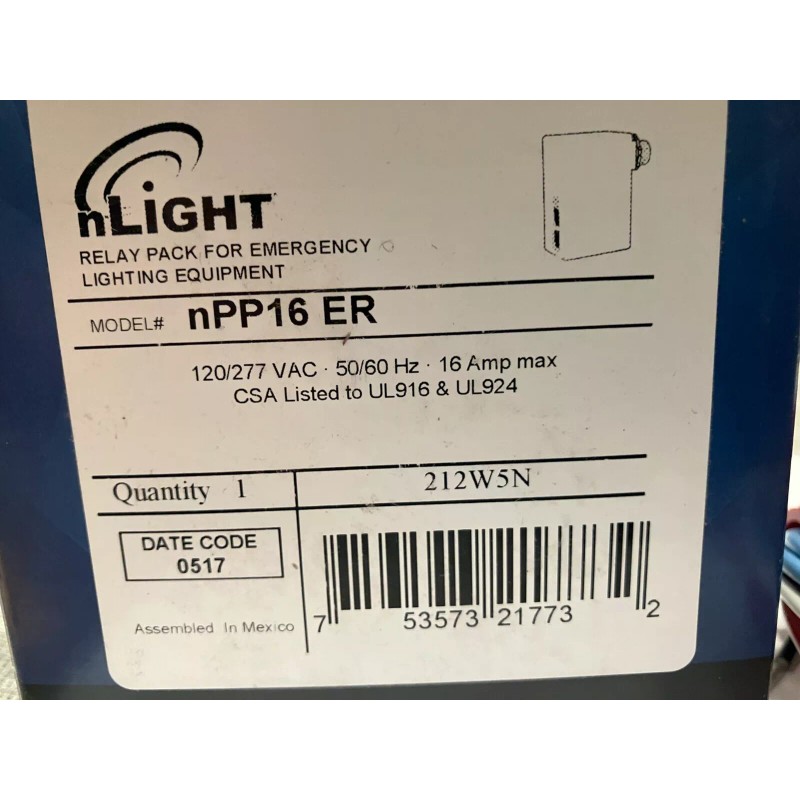 nLiGHT
RELAY PACK FOR EMERGENCY
LIGHTING EQUIPMENT
MODEL# nPP16 ER
120/277 VAC · 50/60 Hz · 16 Amp max
CSA Listed to UL916 & UL924
Quantity 1
212W5N
DATE CODE
0517
Assembled In Mexico
7 53573 21773 2